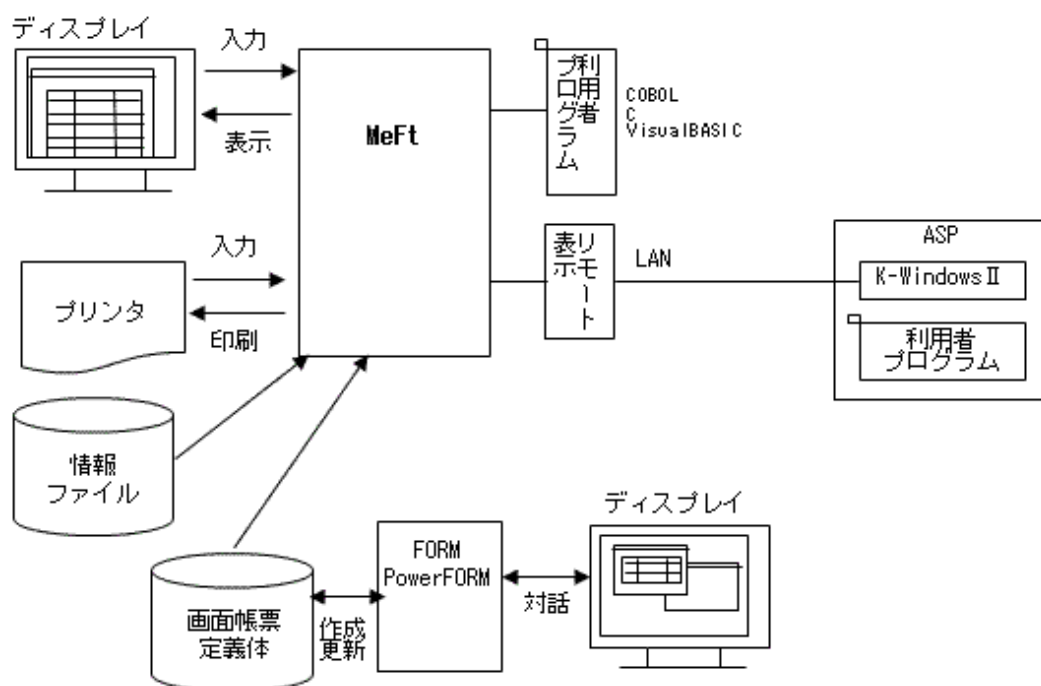 ディスプレイ
入力
表示
MeFt
利用者
プログラム
COBOL
C
VisualBASIC
入力
プリンタ
印刷
リモート
表示
LAN
ASP
K-WindowsⅡ
利用者
プログラム
情報
ファイル
画面帳票
定義体
作成
更新
FORM
PowerFORM
対話
ディスプレイ